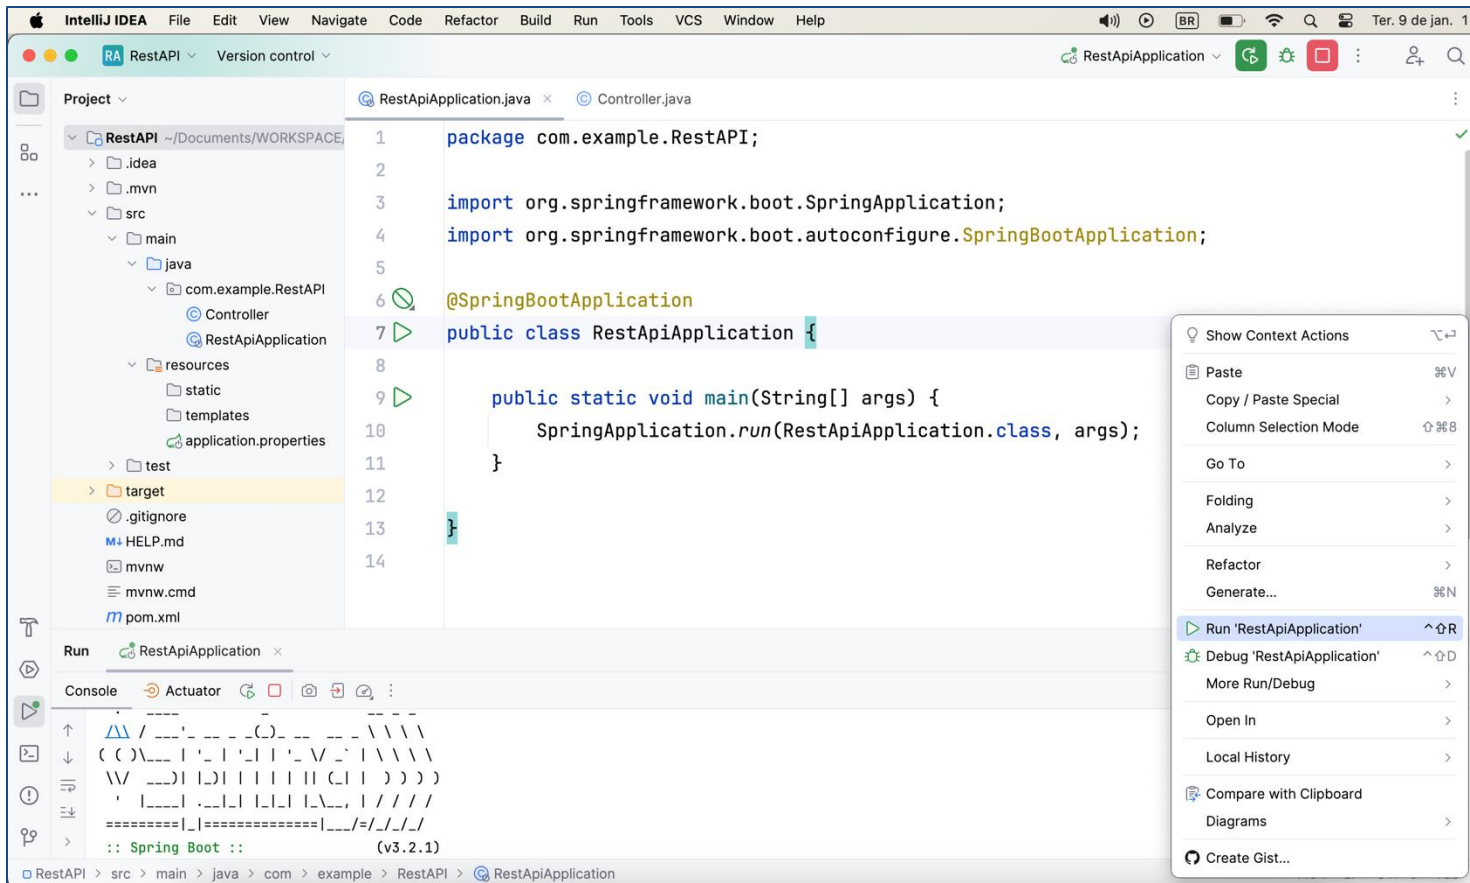 IntelliJ IDEA File Edit View Navigate Code Refactor Build Run Tools VCS Window Help BR Ter. 9 de jan. 1
RA RestAPI Version control RestApiApplication
Project
RestAPI ~/Documents/WORKSPACE/
.idea
.mvn
src
main
java
com.example.RestAPI
Controller
RestApiApplication
resources
static
templates
application.properties
test
target
.gitignore
M↓ HELP.md
mvnw
mvnw.cmd
m pom.xml
RestApiApplication.java × Controller.java
1 package com.example.RestAPI;
2
3 import org.springframework.boot.SpringApplication;
4 import org.springframework.boot.autoconfigure.SpringBootApplication;
5
6 @SpringBootApplication
7 public class RestApiApplication {
8
9 public static void main(String[] args) {
10 SpringApplication.run(RestApiApplication.class, args);
11 }
12
13 }
14
Show Context Actions ⌥↩
Paste ⌘V
Copy / Paste Special >
Column Selection Mode ⇧⌘8
Go To >
Folding >
Analyze >
Refactor >
Generate... ⌘N
Run 'RestApiApplication' ^⇧R
Debug 'RestApiApplication' ^⇧D
More Run/Debug >
Open In >
Local History >
Compare with Clipboard
Diagrams >
Create Gist...
Run RestApiApplication ×
Console Actuator
:: Spring Boot :: (v3.2.1)
RestAPI > src > main > java > com > example > RestAPI > RestApiApplication